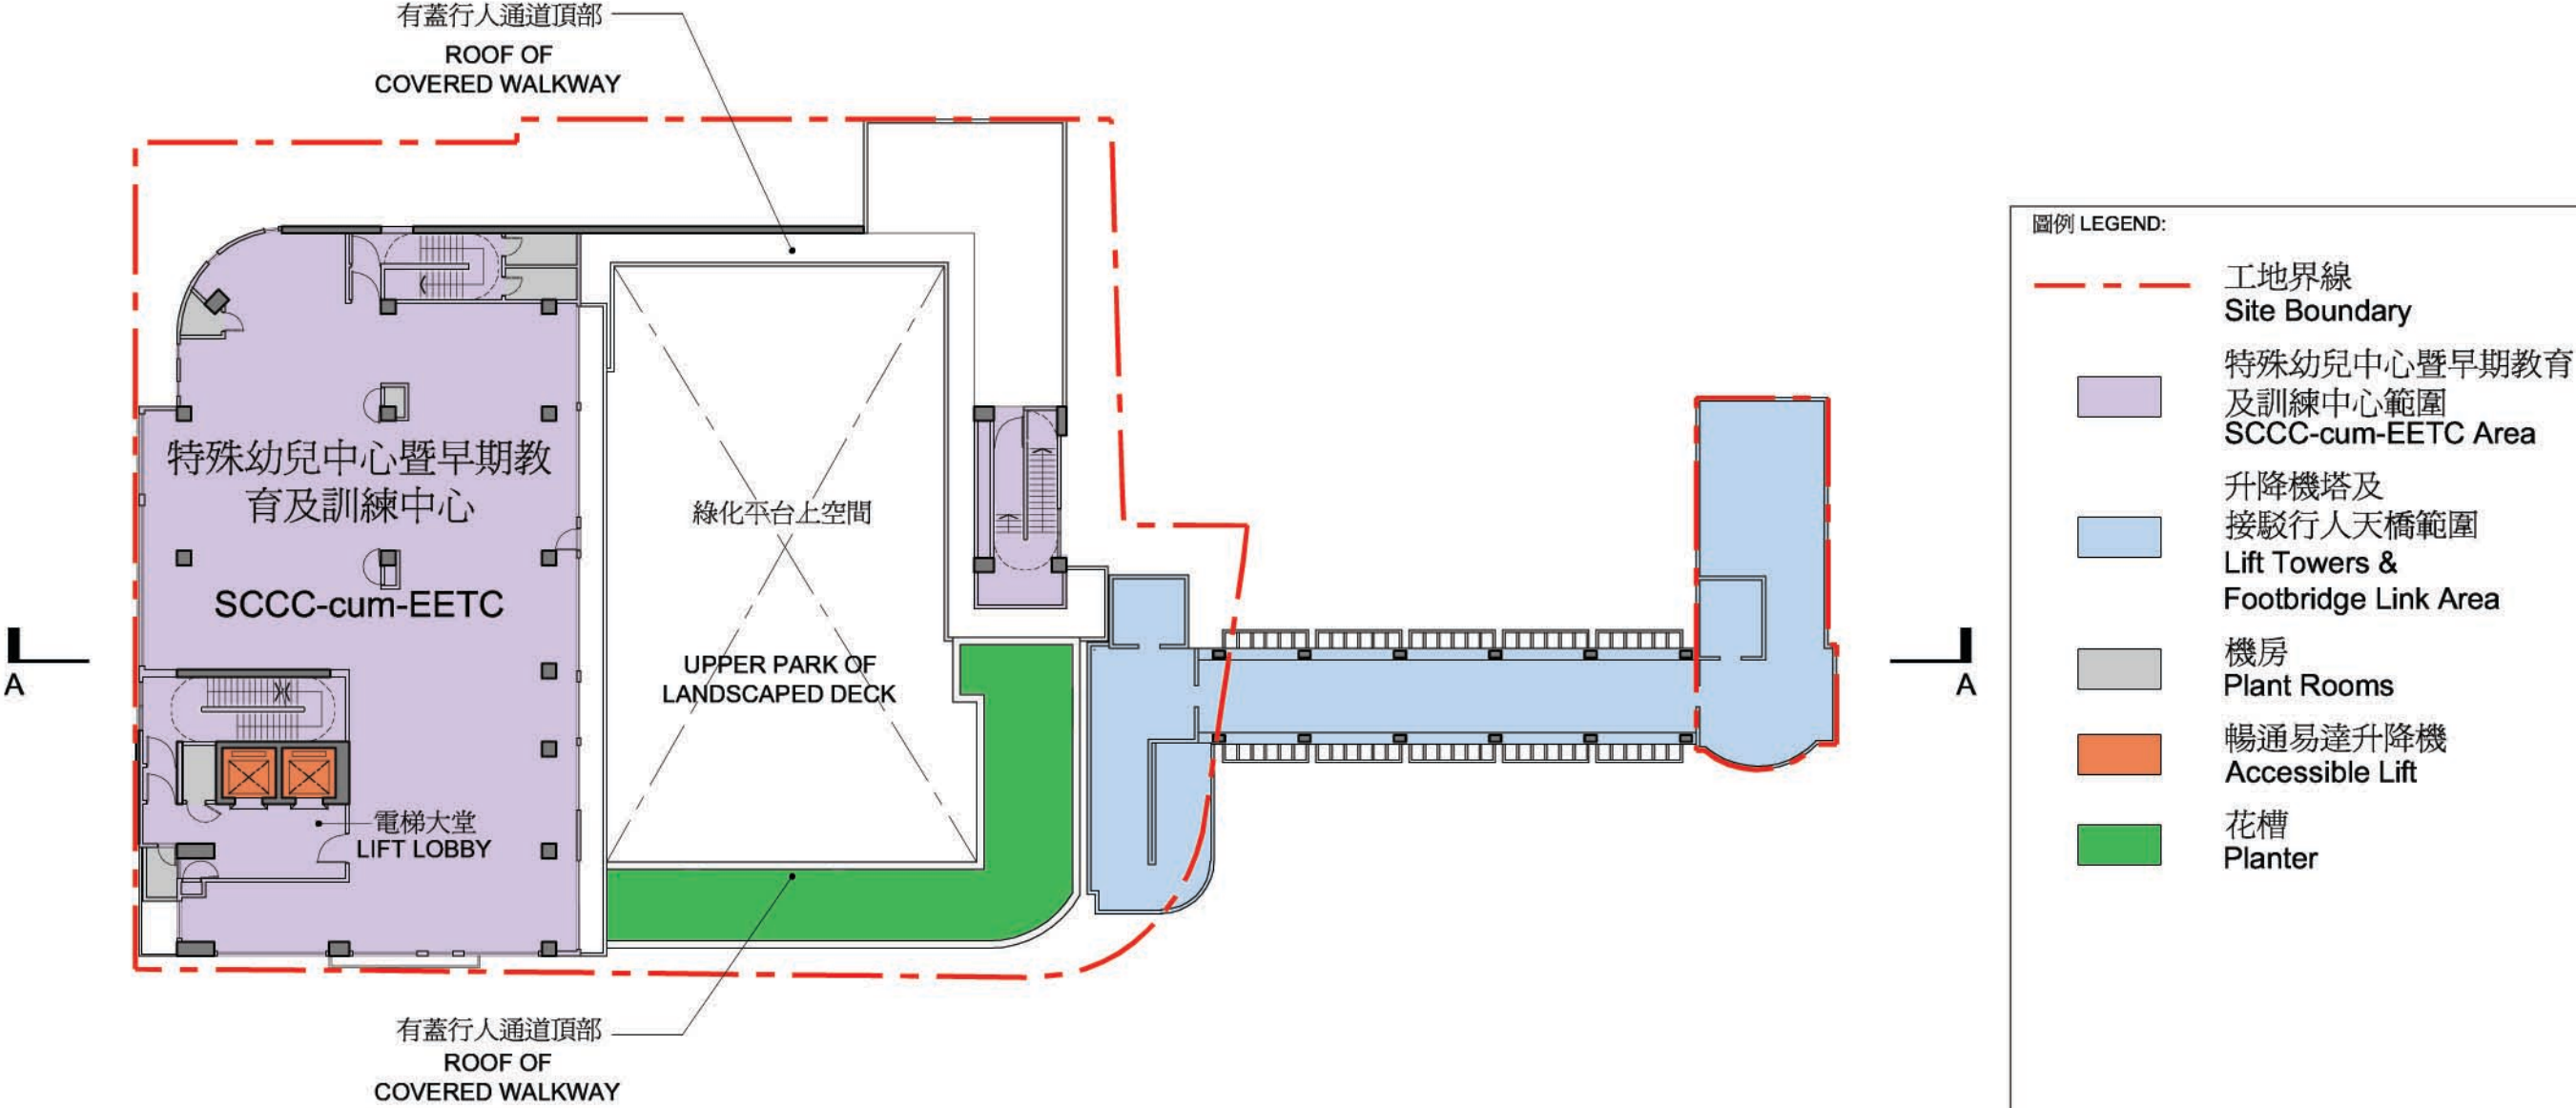 有蓋行人通道頂部
ROOF OF
COVERED WALKWAY
特殊幼兒中心暨早期教
育及訓練中心
SCCC-cum-EETC
綠化平台上空間
UPPER PARK OF
LANDSCAPED DECK
A
A
電梯大堂
LIFT LOBBY
有蓋行人通道頂部
ROOF OF
COVERED WALKWAY
圖例 LEGEND:
工地界線
Site Boundary
特殊幼兒中心暨早期教育
及訓練中心範圍
SCCC-cum-EETC Area
升降機塔及
接駁行人天橋範圍
Lift Towers &
Footbridge Link Area
機房
Plant Rooms
暢通易達升降機
Accessible Lift
花槽
Planter